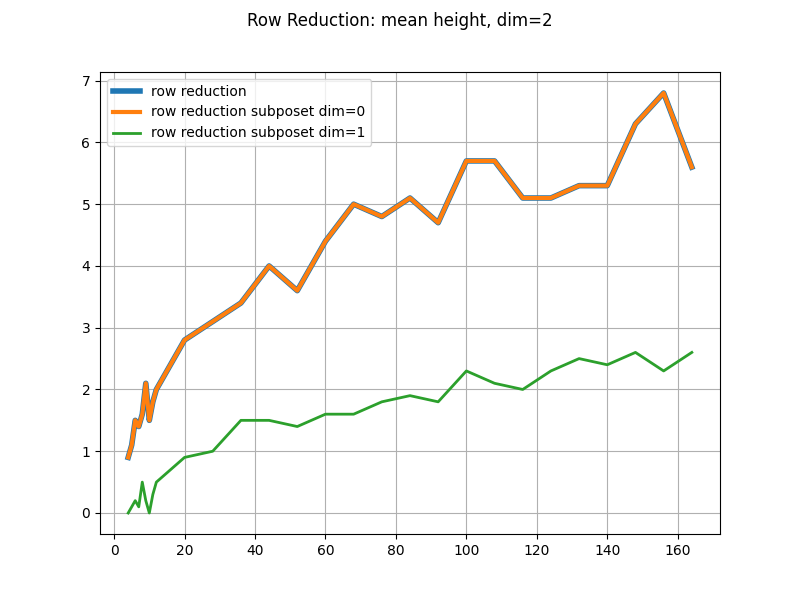 Row Reduction: mean height, dim=2
row reduction
row reduction subposet dim=0
row reduction subposet dim=1
7
6
5
4
3
2
1
0
0 20 40 60 80 100 120 140 160